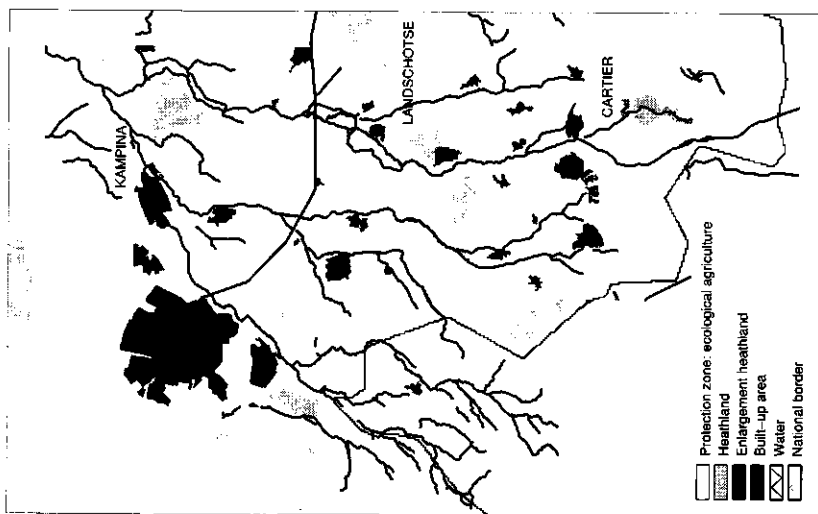 KAMPINA
LANDSCHOTSE
CARTIER
Protection zone: ecological agriculture
Heathland
Enlargement heathland
Built-up area
Water
National border